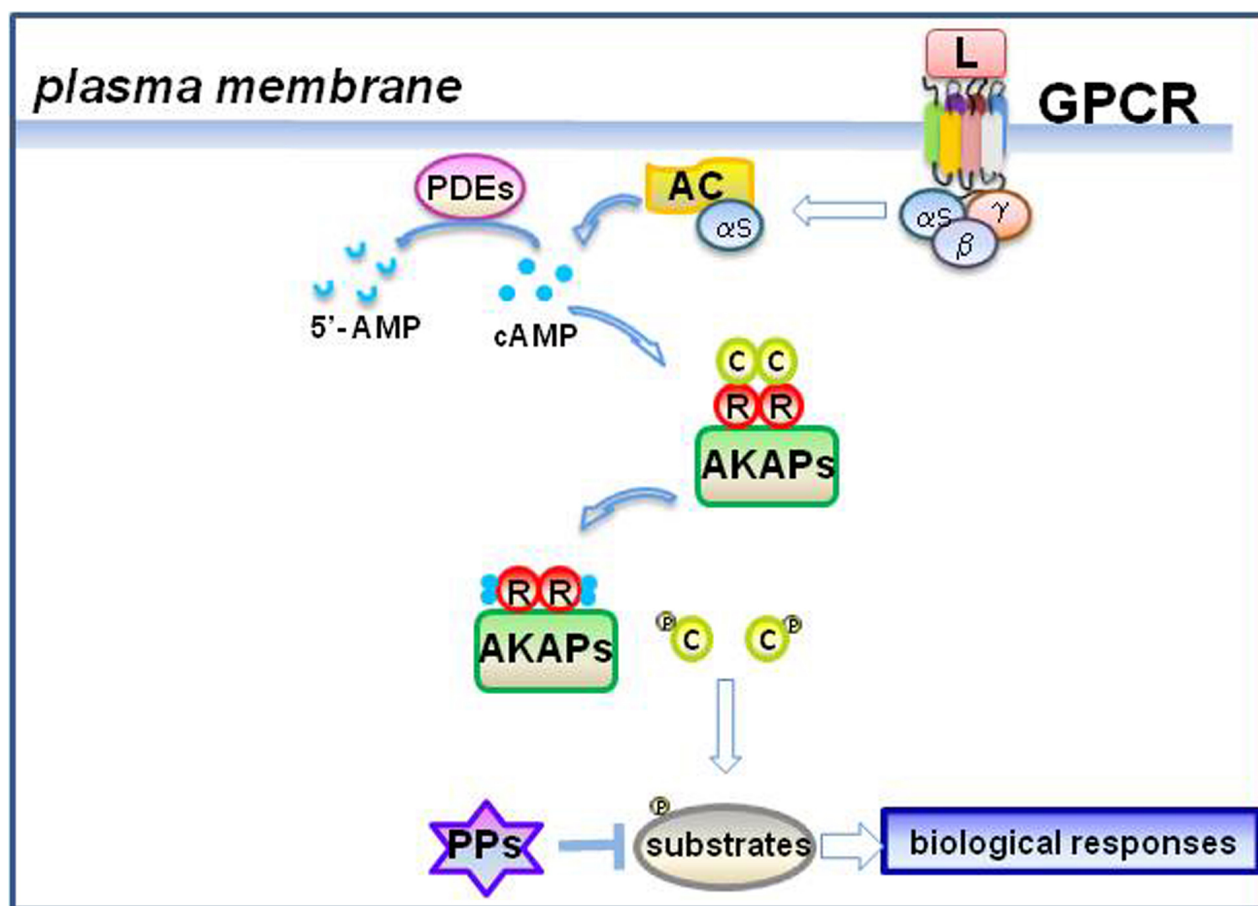 L
plasma membrane
GPCR
PDEs
AC
αS
αS
γ
β
5'-AMP
cAMP
C C
R R
AKAPs
R R
AKAPs
P
C
C
P
P
PPs
substrates
biological responses